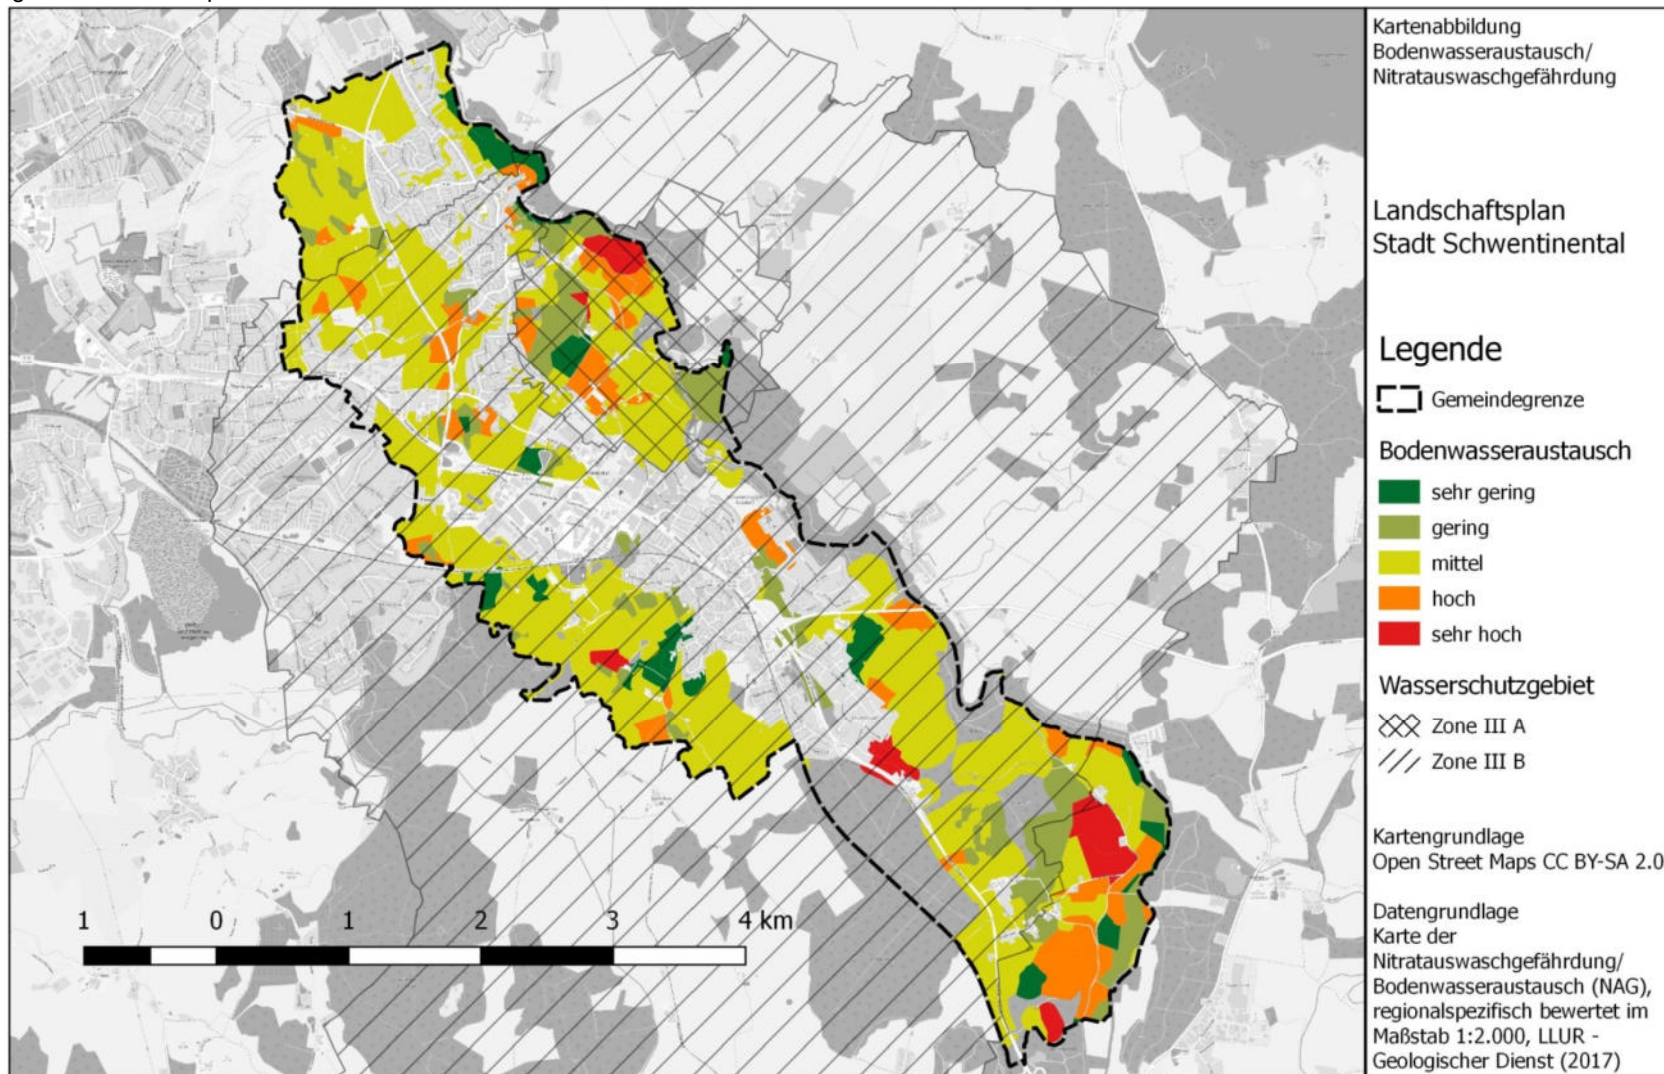 Kartenabbildung
Bodenwasseraustausch/
Nitratauswaschgefährdung
Landschaftsplan
Stadt Schwentinental
Legende
Gemeindegrenze
Bodenwasseraustausch
sehr gering
gering
mittel
hoch
sehr hoch
Wasserschutzgebiet
Zone III A
Zone III B
Kartengrundlage
Open Street Maps CC BY-SA 2.0
Datengrundlage
Karte der
Nitratauswaschgefährdung/
Bodenwasseraustausch (NAG),
regionalspezifisch bewertet im
Maßstab 1:2.000, LLUR -
Geologischer Dienst (2017)
1 0 1 2 3 4 km